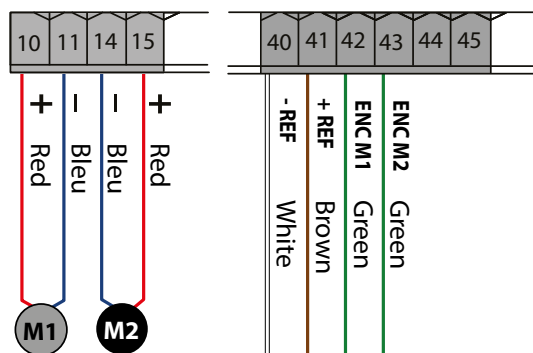 10 11 14 15
40 41 42 43 44 45
+ − − +
Red
Bleu
Bleu
Red
- REF
+ REF
ENC M1
ENC M2
White
Brown
Green
Green
M1
M2